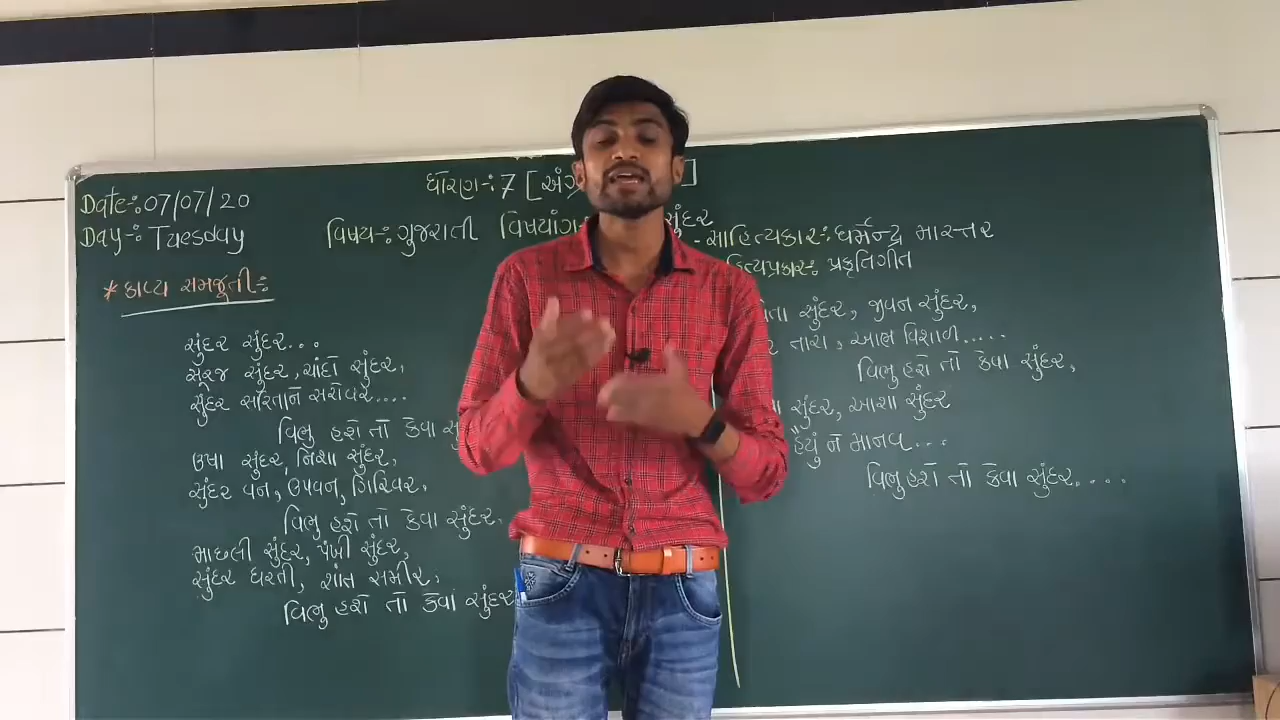 Date-: 07/07/20
Day-: Tuesday
ધોરણ-: 7 [અંગ્રે ]
વિષય-: ગુજરાતી વિષયાંગ-: સુંદર
- સાહિત્યકાર-: ધર્મેન્દ્ર માસ્તર
પ્રકૃતિગીત
* કાવ્ય સમજૂતી-:
સુંદર સુંદર...
સૂરજ સુંદર, ચાંદો સુંદર,
સુંદર સરિતાને સરોવર....
વિભુ હશે તો કેવા
ઉષા સુંદર, નિશા સુંદર,
સુંદર વન, ઉપવન, ગિરિવર,
વિભુ હશે તો કેવા સુંદર.
માછલી સુંદર, પંખી સુંદર,
સુંદર ધરતી, શાંત સમીર,
વિભુ હશે તો કેવા સુંદર
સુંદર, જીવન સુંદર,
તારા, આભ વિશાળ.....
વિભુ હશે તો કેવા સુંદર,
સુંદર, આશા સુંદર
હૈયું ને માનવ...
વિભુ હશે તો કેવા સુંદર....